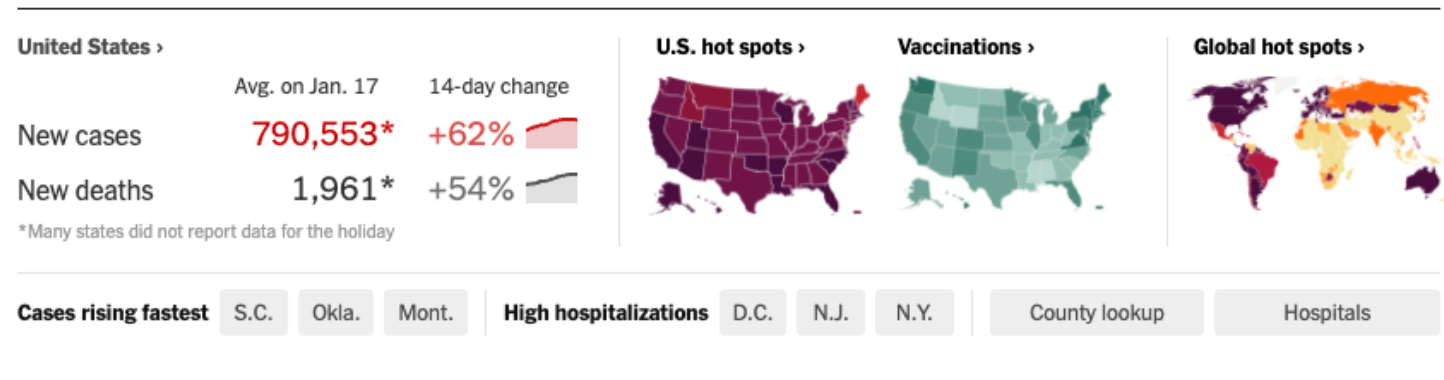 United States ›
Avg. on Jan. 17 14-day change
New cases 790,553* +62%
New deaths 1,961* +54%
*Many states did not report data for the holiday
U.S. hot spots ›
Vaccinations ›
Global hot spots ›
Cases rising fastest S.C. Okla. Mont.
High hospitalizations D.C. N.J. N.Y.
County lookup Hospitals